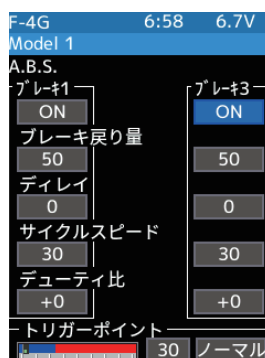 F-4G 6:58 6.7V
Model 1
A.B.S.
ﾌﾞﾚｰｷ1 ﾌﾞﾚｰｷ3
ON ON
ブレーキ戻り量
50 50
ディレイ
0 0
サイクルスピード
30 30
デューティ比
+0 +0
トリガーポイント
30 ノーマル